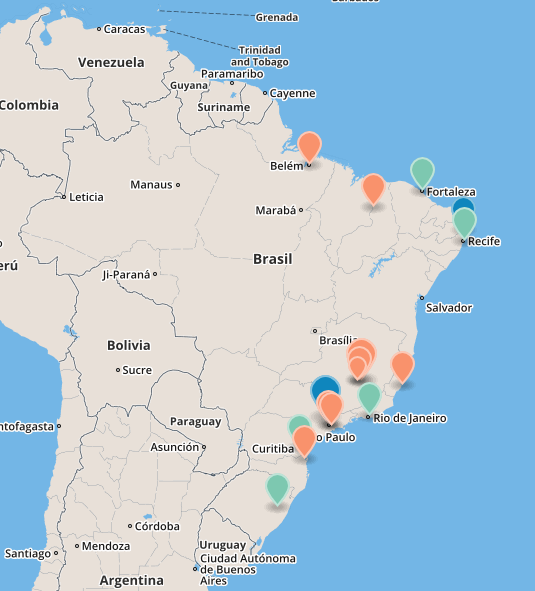 Grenada
Caracas
Trinidad
and Tobago
Venezuela
Paramaribo
Guyana
Cayenne
Colombia
Suriname
Belém
Manaus
Fortaleza
Leticia
Marabá
Recife
Brasil
erú
Ji-Paraná
Salvador
Brasília
Bolivia
Sucre
Rio de Janeiro
Paraguay
ntofagasta
o Paulo
Asunción
Curitiba
Córdoba
Uruguay
Mendoza
Santiago
Ciudad Autónoma
de Buenos
Aires
Argentina